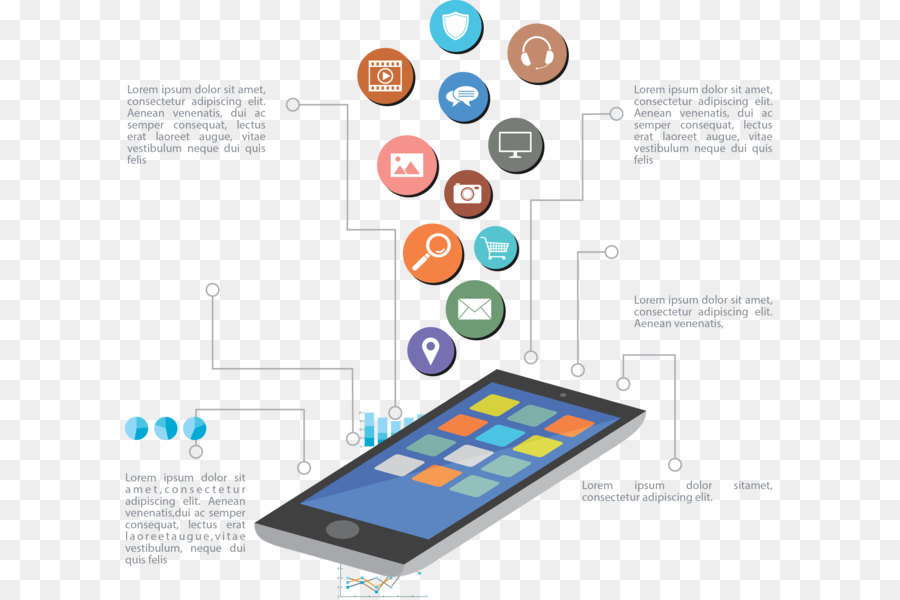 Lorem ipsum dolor sit amet,
consectetur adipiscing elit.
Aenean venenatis, dui ac
semper consequat, lectus
erat laoreet augue, vitae
vestibulum neque dui quis
felis
Lorem ipsum dolor sit amet,
consectetur adipiscing elit.
Aenean venenatis, dui ac
semper consequat, lectus
erat laoreet augue, vitae
vestibulum neque dui quis
felis
Lorem ipsum dolor sit amet,
consectetur adipiscing elit.
Aenean venenatis,
Lorem ipsum dolor sit
amet,consectetur
adipiscing elit. Aenean
venenatis,dui ac semper
consequat, lectus erat
laoreetaugue,vitae
vestibulum, neque dui
quis felis
Lorem ipsum dolor sitamet,
consectetur adipiscing elit.